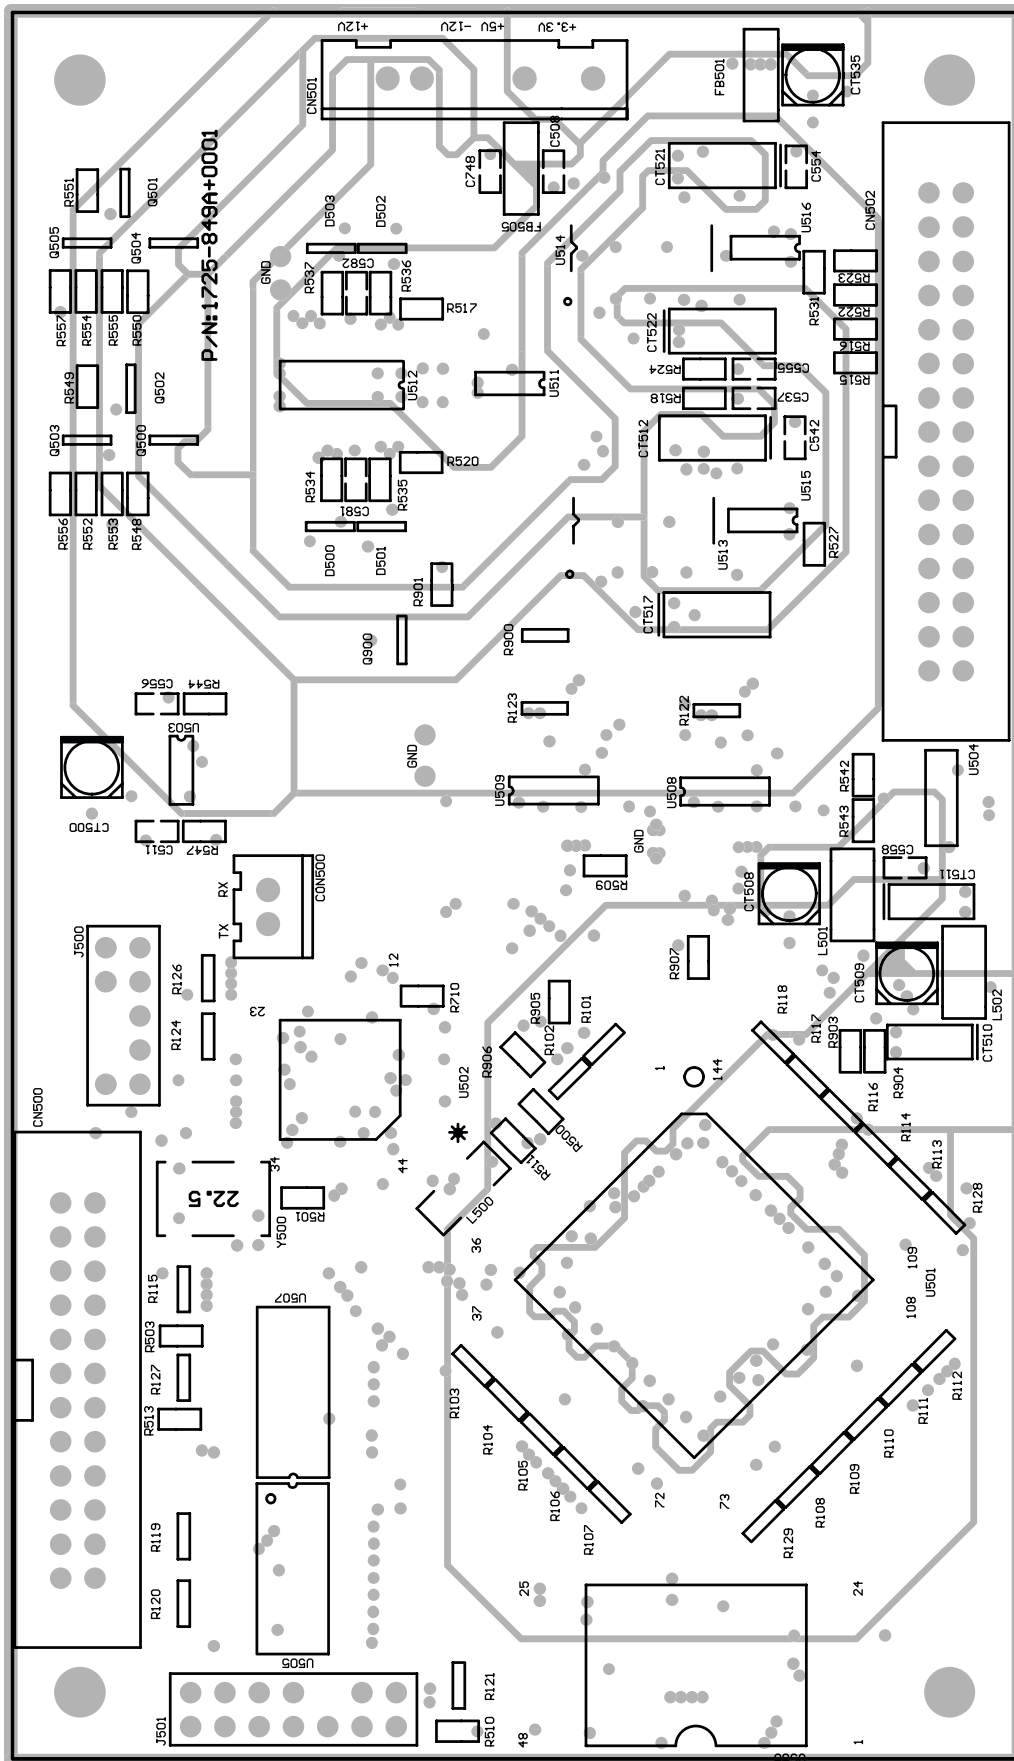 +12V
-12V
+5V
+3.3V
CN501
FB501
CT535
C748
C508
FB505
CT521
C554
P/N:1725-849A+0001
R551
Q501
Q505
Q504
D503
D502
U514
U516
CN502
GND
R537
C582
R536
R517
R531
R523
R522
R516
R515
R557
R554
R555
R550
CT522
R549
Q502
U512
U511
R524
C555
R518
C537
Q503
Q500
CT512
C542
R534
R535
R520
C581
U515
R556
R552
R553
R548
D500
D501
U513
R527
R901
CT517
Q900
R900
C556
R544
U503
R123
R122
CT500
GND
U509
U508
R542
U504
C511
R547
R543
GND
R509
C558
CT508
CT511
L501
RX
TX
CON500
J500
R126
12
R710
R907
CT509
L502
R124
23
R905
R101
R102
R118
R117
R903
CT510
R906
U502
1
144
R116
R904
CN500
R500
R511
R114
R113
R128
34
44
22.5
Y500
R501
L500
36
109
U501
R115
U507
37
108
R503
R127
R513
R103
R104
R105
R106
R107
R112
R111
R110
R109
R108
R129
72
73
R119
R120
25
24
U505
J501
R121
R510
48
1